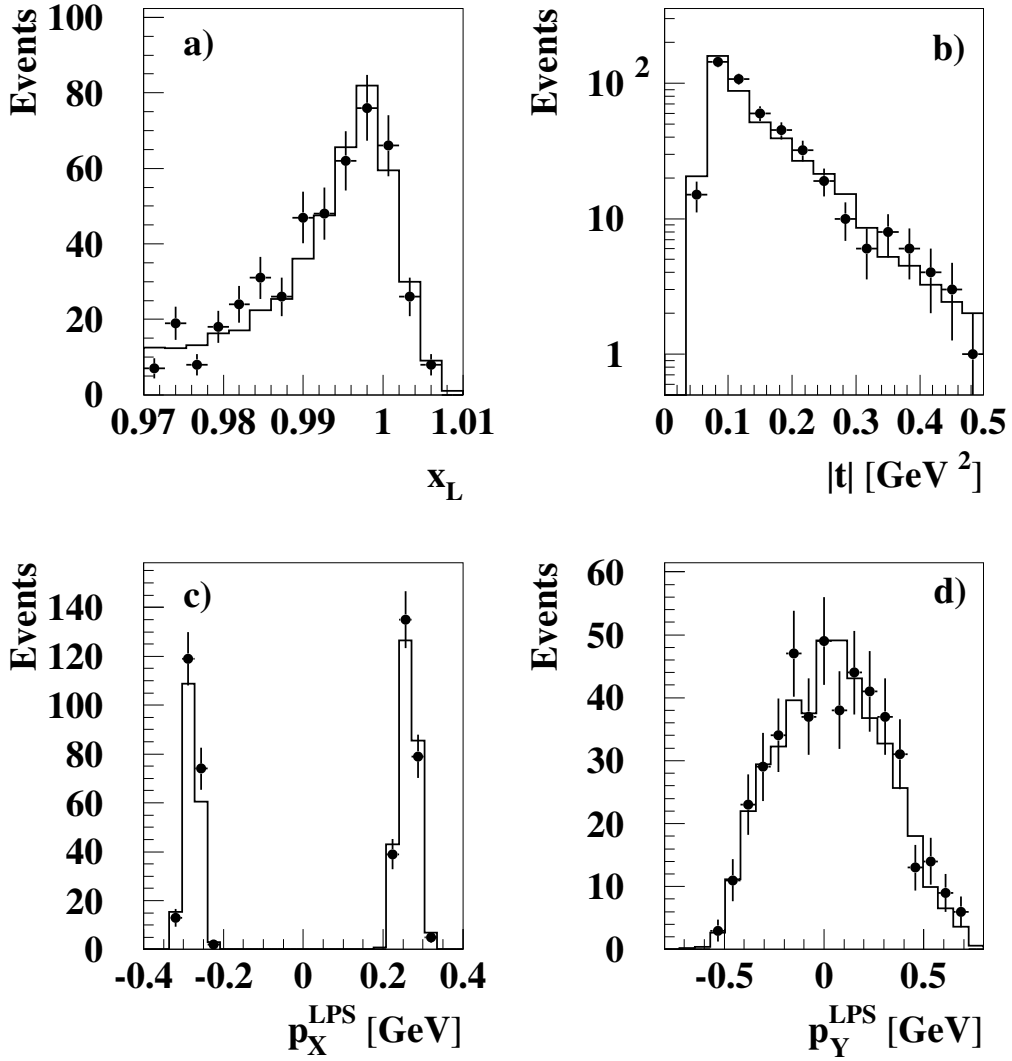 Events
a)
100
80
60
40
20
0
0.97 0.98 0.99 1 1.01
x_L
Events
b)
10 ^2
10
1
0 0.1 0.2 0.3 0.4 0.5
|t| [GeV ^2]
Events
c)
140
120
100
80
60
40
20
0
-0.4 -0.2 0 0.2 0.4
p_X^LPS [GeV]
Events
d)
60
50
40
30
20
10
0
-0.5 0 0.5
p_Y^LPS [GeV]